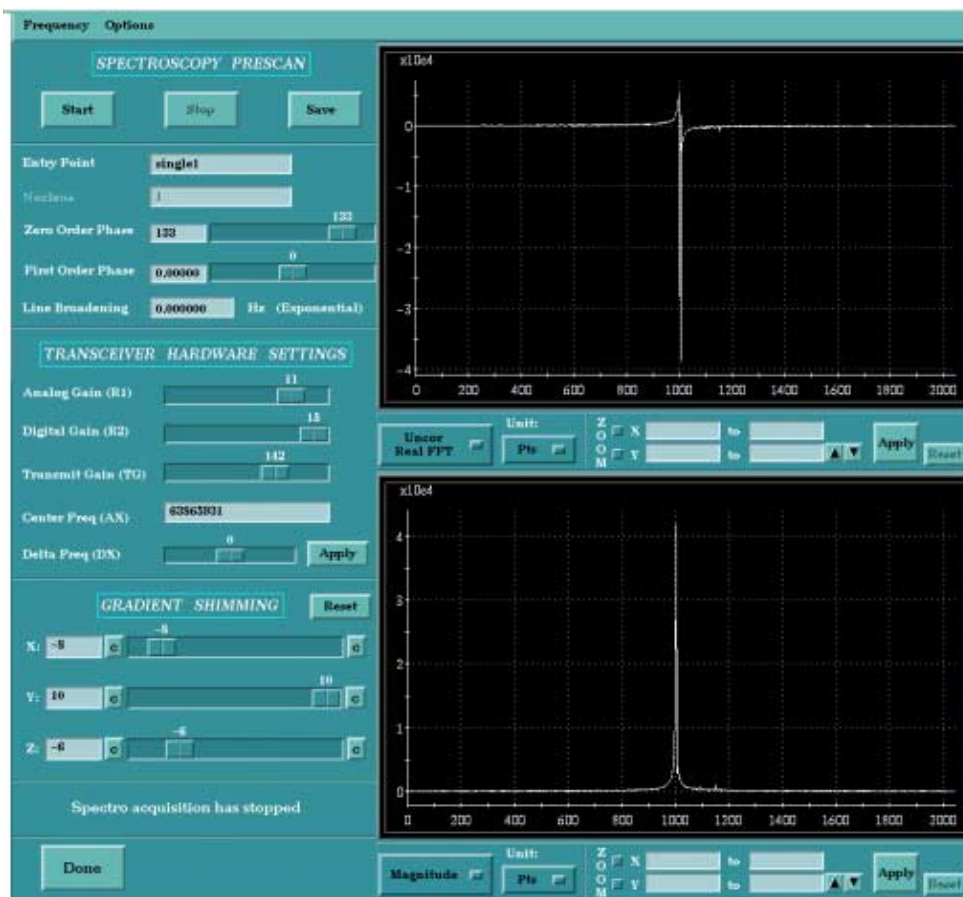 Frequency Options
SPECTROSCOPY PRESCAN
Start Stop Save
Entry Point single1
Nucleus 1
133
Zero Order Phase 133
0
First Order Phase 0.00000
Line Broadening 0.000000 Hz (Exponential)
TRANSCEIVER HARDWARE SETTINGS
11
Analog Gain (R1)
15
Digital Gain (R2)
142
Transmit Gain (TG)
Center Freq (AX) 63865931
0
Delta Freq (DX) Apply
GRADIENT SHIMMING Reset
-8
X: -8 c c
10
Y: 10 c c
-6
Z: -6 c c
Spectro acquisition has stopped
Done
x10e4
0
-1
-2
-3
-4
0 200 400 600 800 1000 1200 1400 1600 1800 2000
Uncor Real FFT
Unit:
Pts
ZOOM
X to
Y to
Apply
Reset
x10e4
4
3
2
1
0
0 200 400 600 800 1000 1200 1400 1600 1800 2000
Magnitude
Unit:
Pts
ZOOM
X to
Y to
Apply
Reset